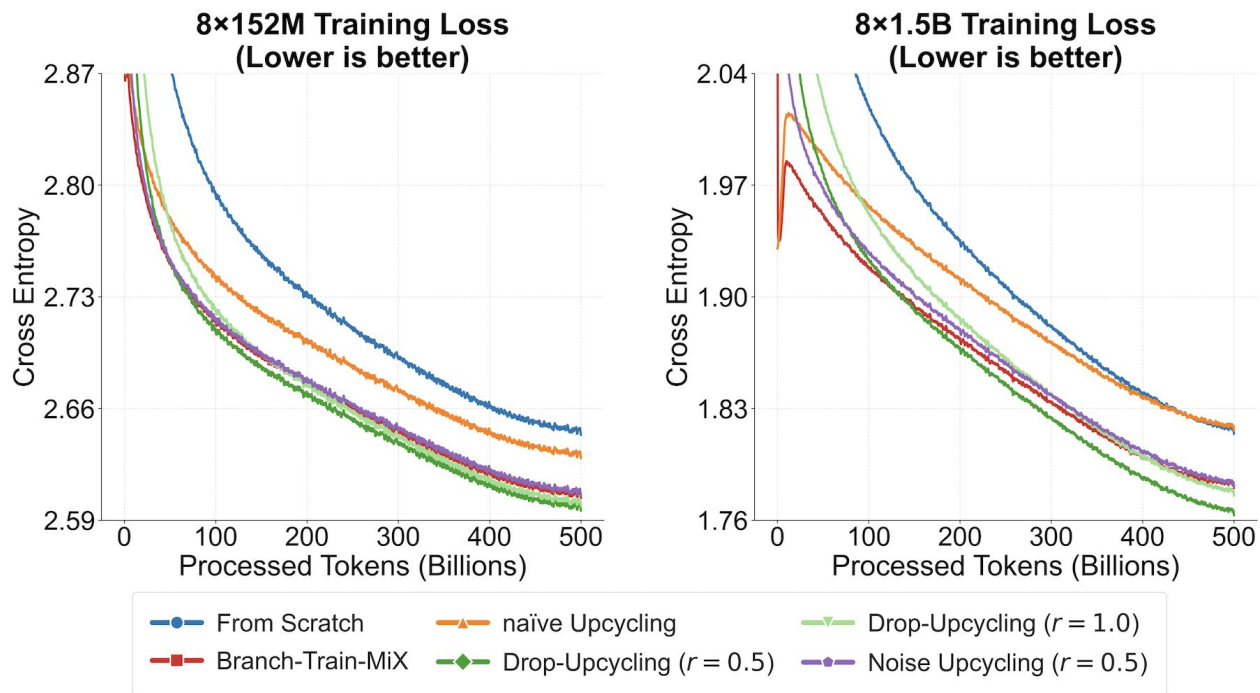 8×152M Training Loss
(Lower is better)
2.87
2.80
2.73
2.66
2.59
Cross Entropy
0 100 200 300 400 500
Processed Tokens (Billions)
8×1.5B Training Loss
(Lower is better)
2.04
1.97
1.90
1.83
1.76
Cross Entropy
0 100 200 300 400 500
Processed Tokens (Billions)
From Scratch
naïve Upcycling
Drop-Upcycling (r = 1.0)
Branch-Train-MiX
Drop-Upcycling (r = 0.5)
Noise Upcycling (r = 0.5)